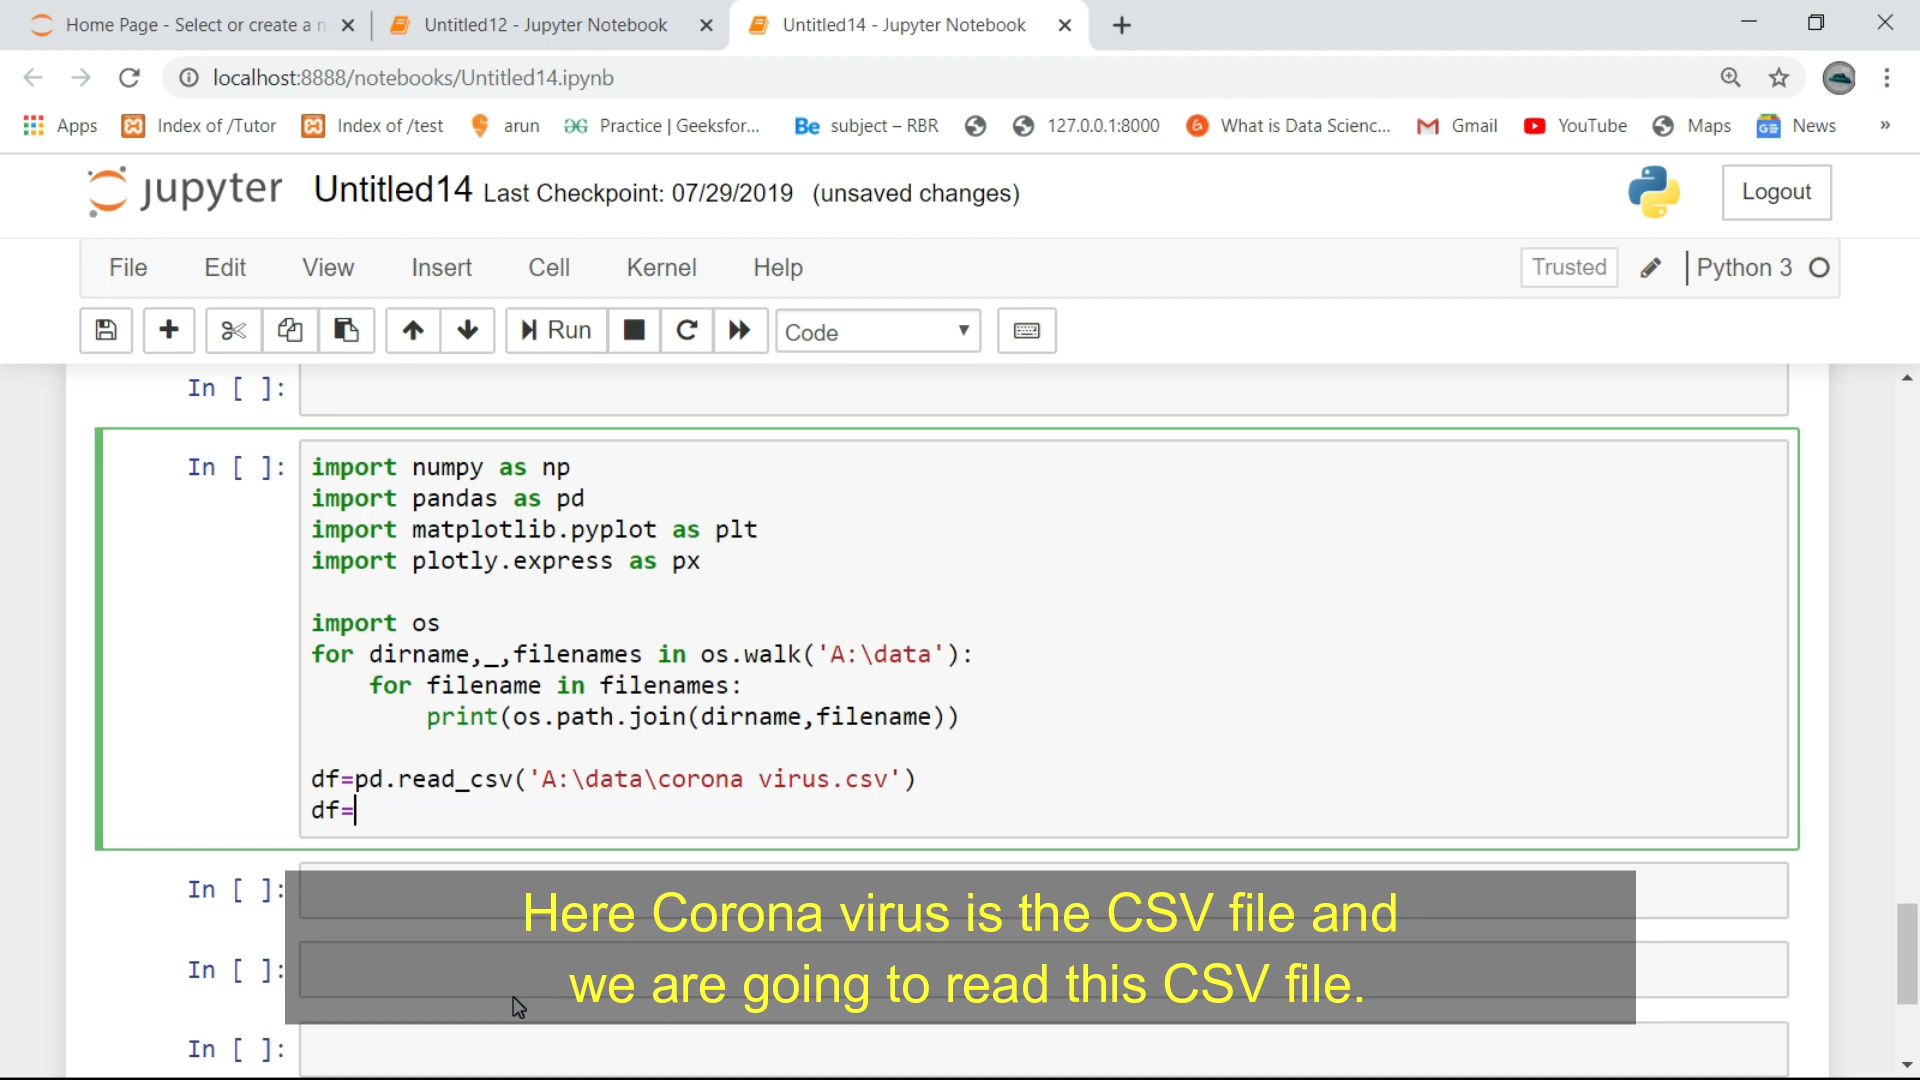 Home Page - Select or create a n
Untitled12 - Jupyter Notebook
Untitled14 - Jupyter Notebook
localhost:8888/notebooks/Untitled14.ipynb
Apps
Index of /Tutor
Index of /test
arun
Practice | Geeksfor...
Be subject – RBR
127.0.0.1:8000
What is Data Scienc...
Gmail
YouTube
Maps
GE News
»
jupyter Untitled14 Last Checkpoint: 07/29/2019 (unsaved changes)
Logout
File Edit View Insert Cell Kernel Help
Trusted
Python 3
Run
Code
In [ ]:
In [ ]: import numpy as np
import pandas as pd
import matplotlib.pyplot as plt
import plotly.express as px
import os
for dirname,_,filenames in os.walk('A:\data'):
    for filename in filenames:
        print(os.path.join(dirname,filename))
df=pd.read_csv('A:\data\corona virus.csv')
df=
In [ ]:
Here Corona virus is the CSV file and
In [ ]:
we are going to read this CSV file.
In [ ]: